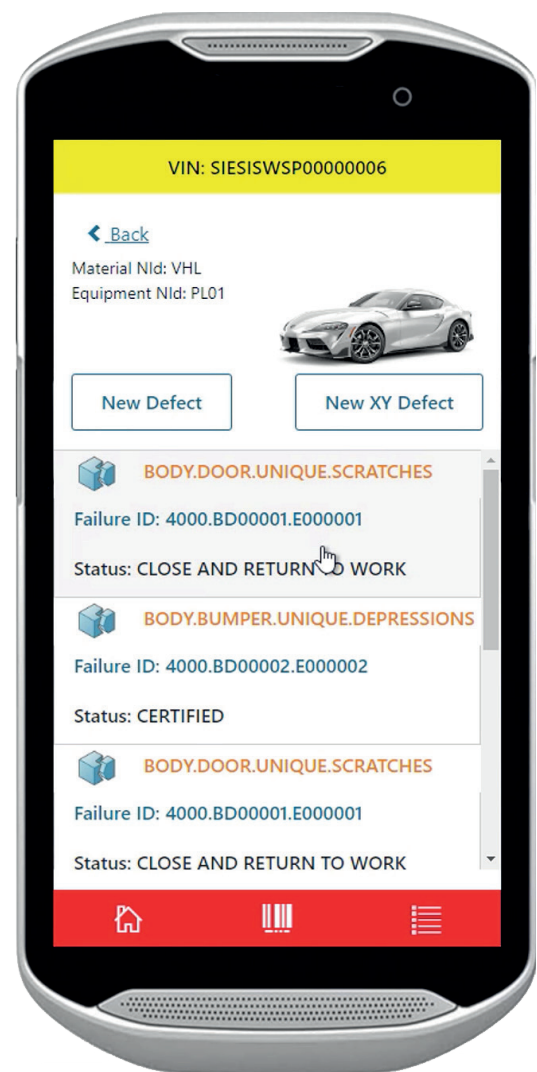 VIN: SIESISWSP00000006
Back
Material NId: VHL
Equipment NId: PL01
New Defect
New XY Defect
BODY.DOOR.UNIQUE.SCRATCHES
Failure ID: 4000.BD00001.E000001
Status: CLOSE AND RETURN TO WORK
BODY.BUMPER.UNIQUE.DEPRESSIONS
Failure ID: 4000.BD00002.E000002
Status: CERTIFIED
BODY.DOOR.UNIQUE.SCRATCHES
Failure ID: 4000.BD00001.E000001
Status: CLOSE AND RETURN TO WORK